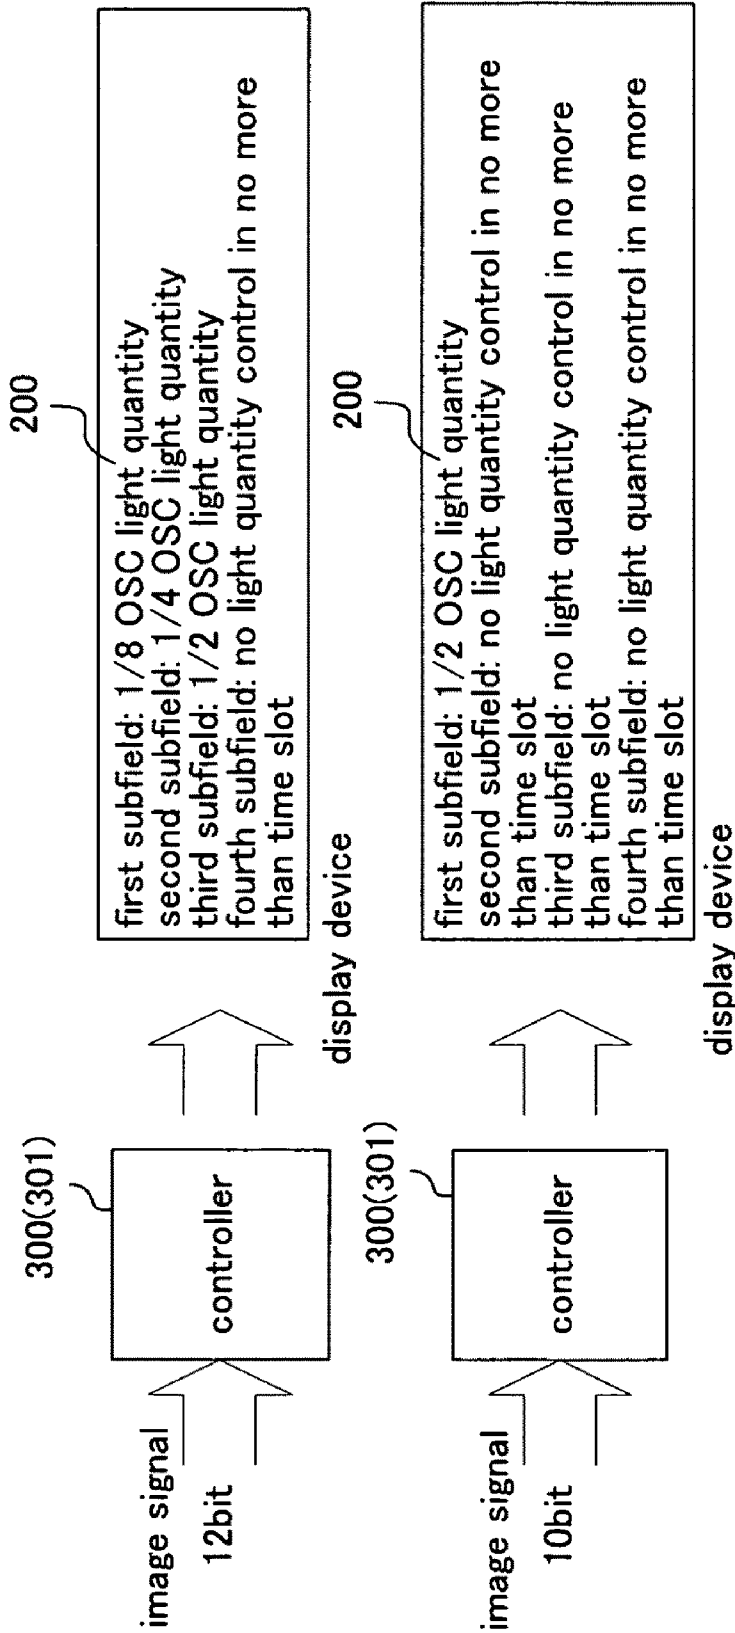 image signal
12bit
300(301)
controller
200
first subfield: 1/8 OSC light quantity
second subfield: 1/4 OSC light quantity
third subfield: 1/2 OSC light quantity
fourth subfield: no light quantity control in no more
than time slot
display device
image signal
10bit
300(301)
controller
200
first subfield: 1/2 OSC light quantity
second subfield: no light quantity control in no more
than time slot
third subfield: no light quantity control in no more
than time slot
fourth subfield: no light quantity control in no more
than time slot
display device